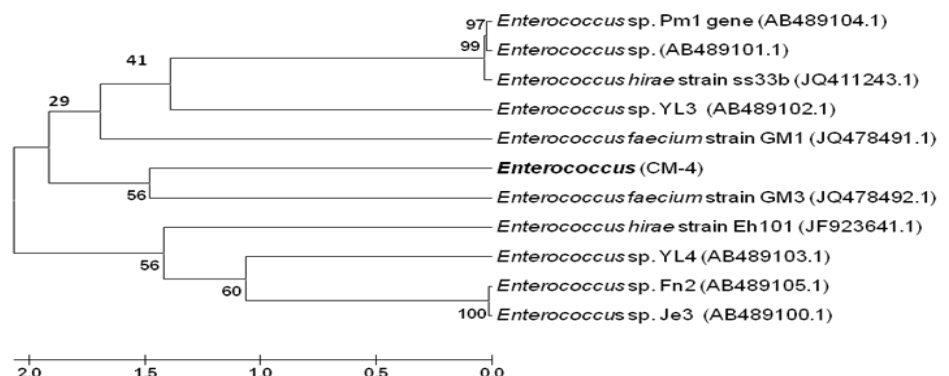 97
Enterococcus sp. Pm1 gene (AB489104.1)
41
99
Enterococcus sp. (AB489101.1)
Enterococcus hirae strain ss33b (JQ411243.1)
29
Enterococcus sp. YL3 (AB489102.1)
Enterococcus faecium strain GM1 (JQ478491.1)
Enterococcus (CM-4)
56
Enterococcus faecium strain GM3 (JQ478492.1)
Enterococcus hirae strain Eh101 (JF923641.1)
56
Enterococcus sp. YL4 (AB489103.1)
60
Enterococcus sp. Fn2 (AB489105.1)
100
Enterococcus sp. Je3 (AB489100.1)
2.0 1.5 1.0 0.5 0.0